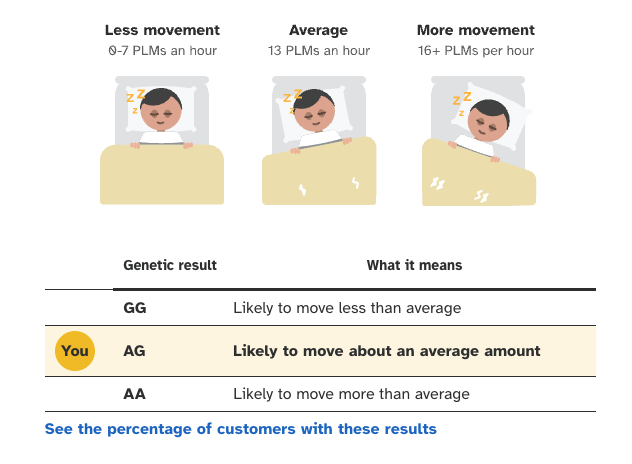 Less movement Average More movement
0-7 PLMs an hour 13 PLMs an hour 16+ PLMs per hour
z Z z z Z z z Z z
Genetic result What it means
GG Likely to move less than average
You AG Likely to move about an average amount
AA Likely to move more than average
See the percentage of customers with these results